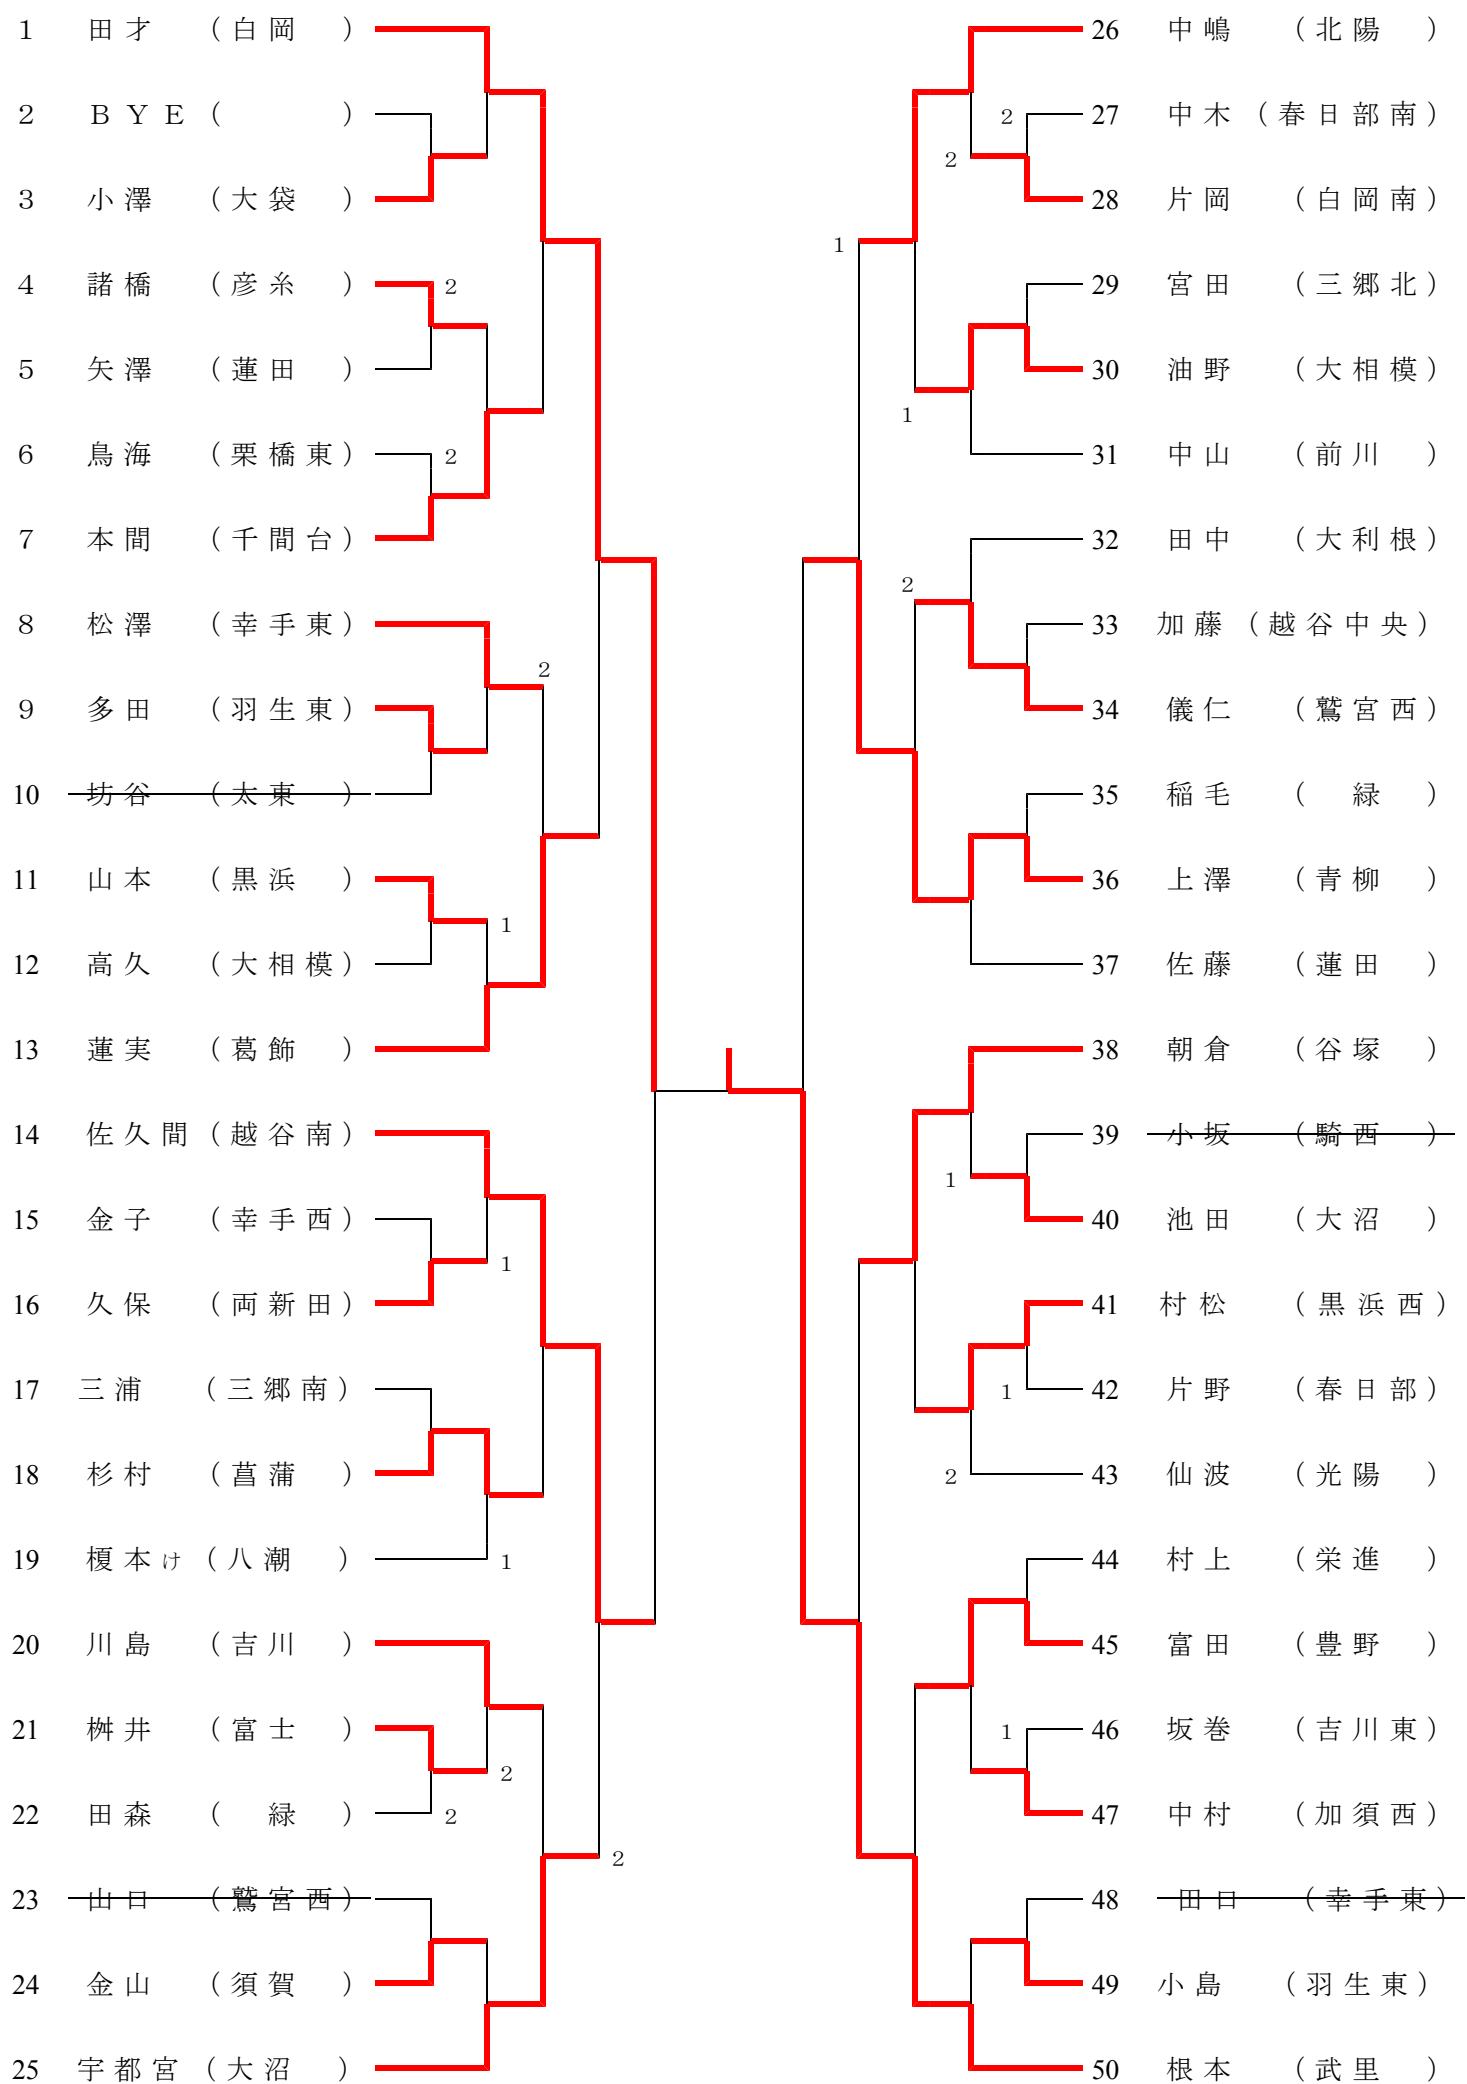 1 田才 (白岡 )
2 ＢＹＥ ( )
3 小澤 (大袋 )
4 諸橋 (彦糸 ) 2
5 矢澤 (蓮田 )
6 鳥海 (栗橋東) 2
7 本間 (千間台)
8 松澤 (幸手東)
2
9 多田 (羽生東)
10 坊谷 (太東 )
11 山本 (黒浜 )
1
12 高久 (大相模)
13 蓮実 (葛飾 )
14 佐久間 (越谷南)
15 金子 (幸手西)
1
16 久保 (両新田)
17 三浦 (三郷南)
18 杉村 (菖蒲 )
19 榎本け (八潮 ) 1
20 川島 (吉川 )
21 桝井 (富士 )
2
22 田森 ( 緑 ) 2
2
23 山口 (鷲宮西)
24 金山 (須賀 )
25 宇都宮 (大沼 )
26 中嶋 (北陽 )
2 27 中木 (春日部南)
2
28 片岡 (白岡南)
1
29 宮田 (三郷北)
30 油野 (大相模)
1
31 中山 (前川 )
32 田中 (大利根)
2
33 加藤 (越谷中央)
34 儀仁 (鷲宮西)
35 稲毛 ( 緑 )
36 上澤 (青柳 )
37 佐藤 (蓮田 )
38 朝倉 (谷塚 )
39 小坂 (騎西 )
1
40 池田 (大沼 )
41 村松 (黒浜西)
1 42 片野 (春日部)
2 43 仙波 (光陽 )
44 村上 (栄進 )
45 富田 (豊野 )
1 46 坂巻 (吉川東)
47 中村 (加須西)
48 田口 (幸手東)
49 小島 (羽生東)
50 根本 (武里 )